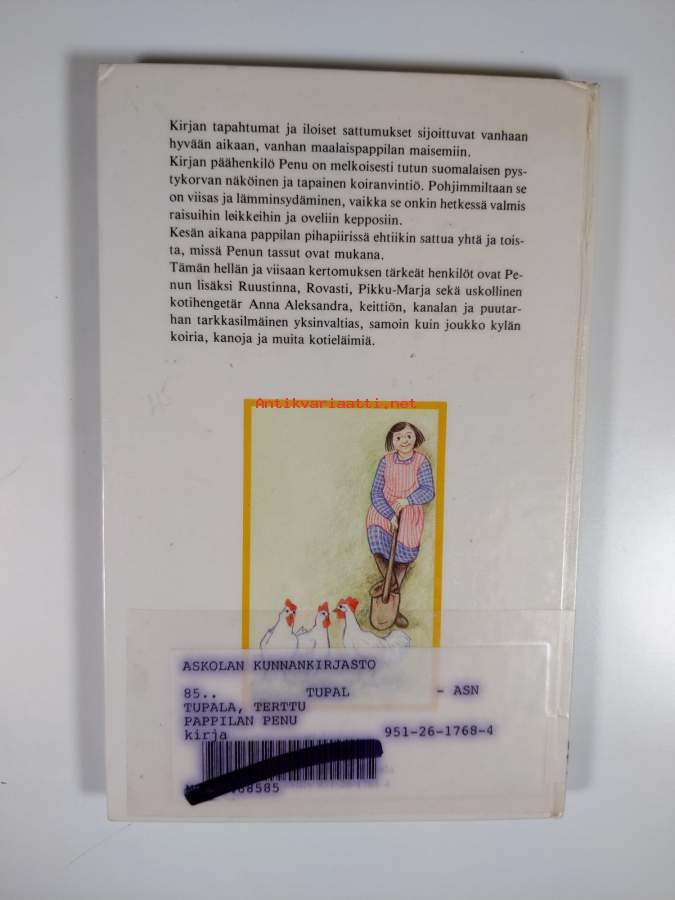 Kirjan tapahtumat ja iloiset sattumukset sijoittuvat vanhaan
hyvään aikaan, vanhan maalaispappilan maisemiin.
Kirjan päähenkilö Penu on melkoisesti tutun suomalaisen pys-
tykorvan näköinen ja tapainen koiranvintiö. Pohjimmiltaan se
on viisas ja lämminsydäminen, vaikka se onkin hetkessä valmis
raisuihin leikkeihin ja oveliin kepposiin.
Kesän aikana pappilan pihapiirissä ehtiikin sattua yhtä ja tois-
ta, missä Penun tassut ovat mukana.
Tämän hellän ja viisaan kertomuksen tärkeät henkilöt ovat Pe-
nun lisäksi Ruustinna, Rovasti, Pikku-Marja sekä uskollinen
kotihengetär Anna Aleksandra, keittiön, kanalan ja puutar-
han tarkkasilmäinen yksinvaltias, samoin kuin joukko kylän
koiria, kanoja ja muita kotieläimiä.
Antikvariaatti.net
ASKOLAN KUNNANKIRJASTO
85.. TUPAL - ASN
TUPALA, TERTTU
PAPPILAN PENU
kirja 951-26-1768-4